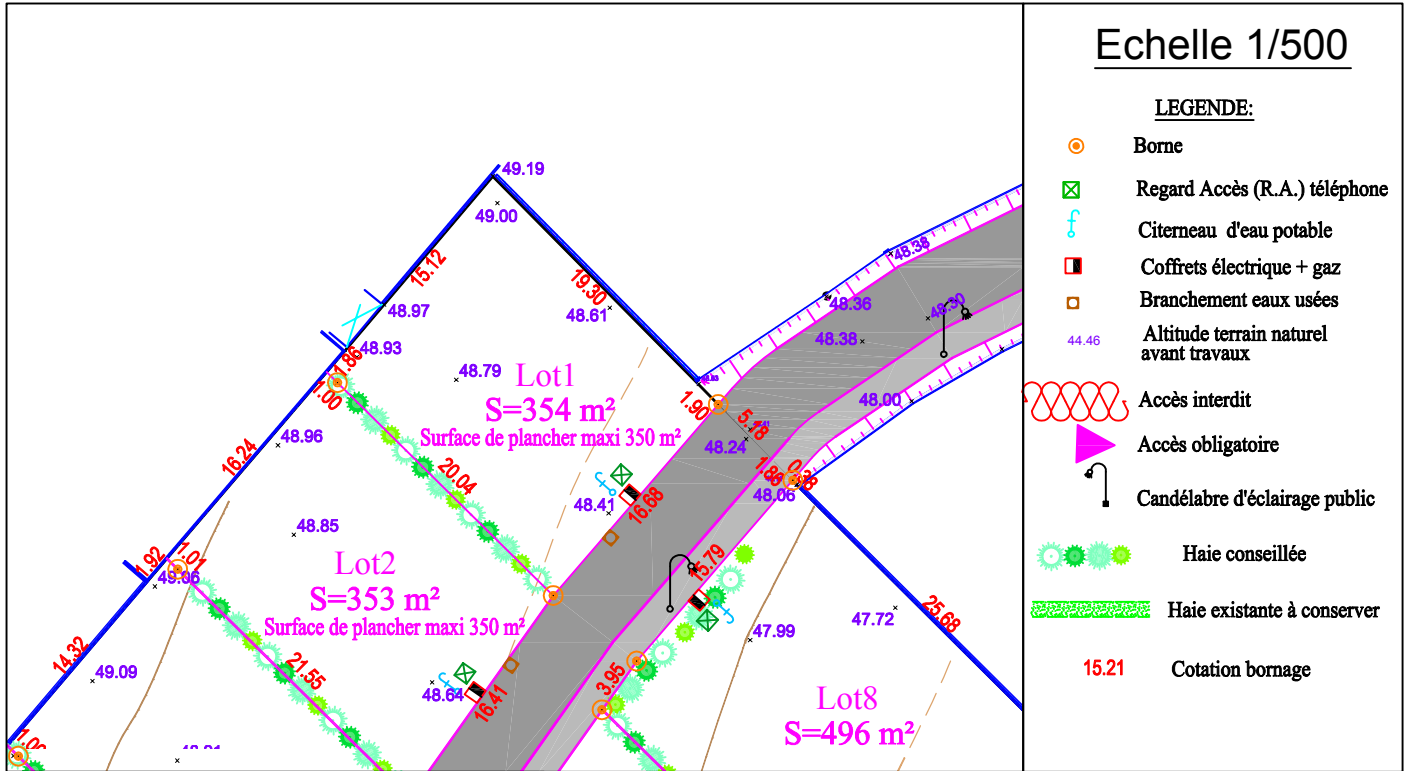 Echelle 1/500
LEGENDE:
Borne
Regard Accès (R.A.) téléphone
Citerneau d'eau potable
Coffrets électrique + gaz
Branchement eaux usées
44.46
Altitude terrain naturel
avant travaux
Accès interdit
Accès obligatoire
Candélabre d'éclairage public
Haie conseillée
Haie existante à conserver
15.21
Cotation bornage
49.19
49.00
15.12
19.30
48.97
48.61
48.93
1.86
1.00
48.79
Lot1
S=354 m²
Surface de plancher maxi 350 m²
1.90
5.18
48.24
48.38
48.36
48.30
48.38
48.00
48.06
48.96
16.24
20.04
48.41
16.68
48.85
Lot2
S=353 m²
Surface de plancher maxi 350 m²
1.92
1.01
14.32
49.09
21.55
48.64
16.41
15.79
3.95
47.99
47.72
25.68
Lot8
S=496 m²